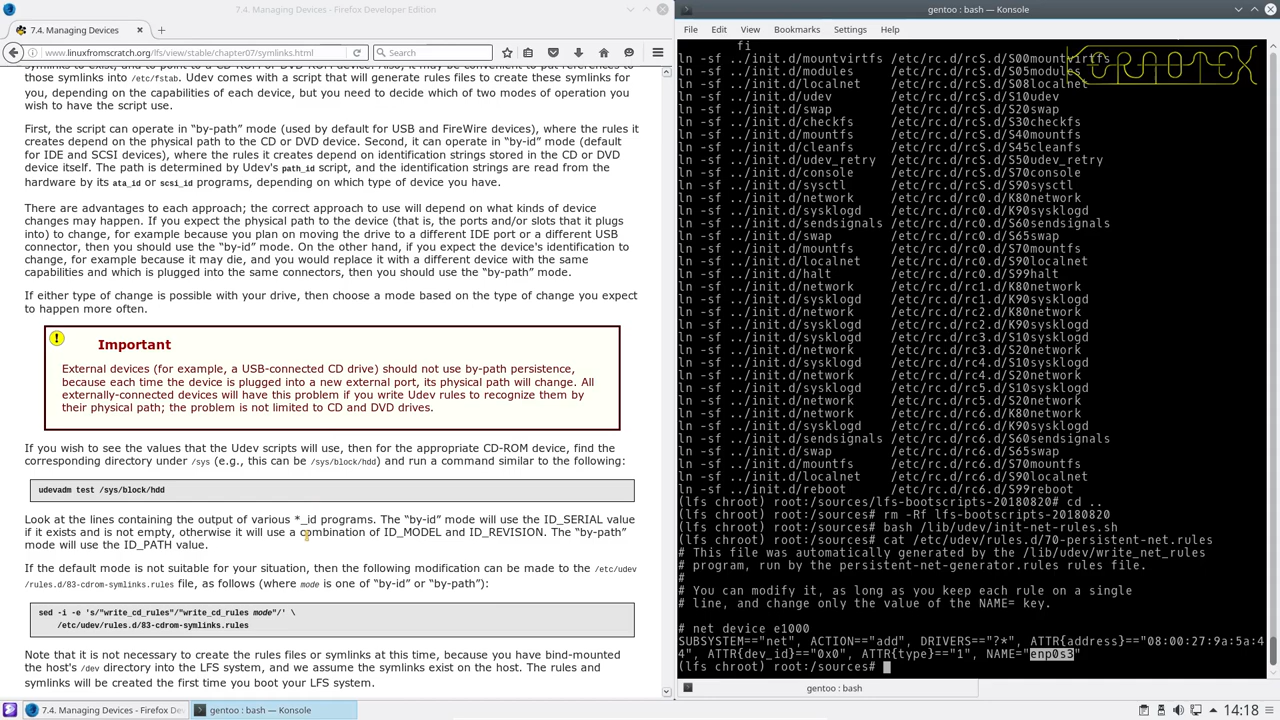 7.4. Managing Devices - Firefox Developer Edition
7.4. Managing Devices
www.linuxfromscratch.org/lfs/view/stable/chapter07/symlinks.html
Search
those symlinks into /etc/fstab. Udev comes with a script that will generate rules files to create these symlinks for
you, depending on the capabilities of each device, but you need to decide which of two modes of operation you
wish to have the script use.
First, the script can operate in “by-path” mode (used by default for USB and FireWire devices), where the rules it
creates depend on the physical path to the CD or DVD device. Second, it can operate in “by-id” mode (default
for IDE and SCSI devices), where the rules it creates depend on identification strings stored in the CD or DVD
device itself. The path is determined by Udev's path_id script, and the identification strings are read from the
hardware by its ata_id or scsi_id programs, depending on which type of device you have.
There are advantages to each approach; the correct approach to use will depend on what kinds of device
changes may happen. If you expect the physical path to the device (that is, the ports and/or slots that it plugs
into) to change, for example because you plan on moving the drive to a different IDE port or a different USB
connector, then you should use the “by-id” mode. On the other hand, if you expect the device's identification to
change, for example because it may die, and you would replace it with a different device with the same
capabilities and which is plugged into the same connectors, then you should use the “by-path” mode.
If either type of change is possible with your drive, then choose a mode based on the type of change you expect
to happen more often.
Important
External devices (for example, a USB-connected CD drive) should not use by-path persistence,
because each time the device is plugged into a new external port, its physical path will change. All
externally-connected devices will have this problem if you write Udev rules to recognize them by
their physical path; the problem is not limited to CD and DVD drives.
If you wish to see the values that the Udev scripts will use, then for the appropriate CD-ROM device, find the
corresponding directory under /sys (e.g., this can be /sys/block/hdd) and run a command similar to the following:
udevadm test /sys/block/hdd
Look at the lines containing the output of various *_id programs. The “by-id” mode will use the ID_SERIAL value
if it exists and is not empty, otherwise it will use a combination of ID_MODEL and ID_REVISION. The “by-path”
mode will use the ID_PATH value.
If the default mode is not suitable for your situation, then the following modification can be made to the /etc/udev
/rules.d/83-cdrom-symlinks.rules file, as follows (where mode is one of “by-id” or “by-path”):
sed -i -e 's/"write_cd_rules"/"write_cd_rules mode"/' \
/etc/udev/rules.d/83-cdrom-symlinks.rules
Note that it is not necessary to create the rules files or symlinks at this time, because you have bind-mounted
the host's /dev directory into the LFS system, and we assume the symlinks exist on the host. The rules and
symlinks will be created the first time you boot your LFS system.
gentoo : bash — Konsole
File Edit View Bookmarks Settings Help
fi
ln -sf ../init.d/mountvirtfs /etc/rc.d/rcS.d/S00mountvirtfs
ln -sf ../init.d/modules /etc/rc.d/rcS.d/S05modules
ln -sf ../init.d/localnet /etc/rc.d/rcS.d/S08localnet
ln -sf ../init.d/udev /etc/rc.d/rcS.d/S10udev
ln -sf ../init.d/swap /etc/rc.d/rcS.d/S20swap
ln -sf ../init.d/checkfs /etc/rc.d/rcS.d/S30checkfs
ln -sf ../init.d/mountfs /etc/rc.d/rcS.d/S40mountfs
ln -sf ../init.d/cleanfs /etc/rc.d/rcS.d/S45cleanfs
ln -sf ../init.d/udev_retry /etc/rc.d/rcS.d/S50udev_retry
ln -sf ../init.d/console /etc/rc.d/rcS.d/S70console
ln -sf ../init.d/sysctl /etc/rc.d/rcS.d/S90sysctl
ln -sf ../init.d/network /etc/rc.d/rc0.d/K80network
ln -sf ../init.d/sysklogd /etc/rc.d/rc0.d/K90sysklogd
ln -sf ../init.d/sendsignals /etc/rc.d/rc0.d/S60sendsignals
ln -sf ../init.d/swap /etc/rc.d/rc0.d/S65swap
ln -sf ../init.d/mountfs /etc/rc.d/rc0.d/S70mountfs
ln -sf ../init.d/localnet /etc/rc.d/rc0.d/S90localnet
ln -sf ../init.d/halt /etc/rc.d/rc0.d/S99halt
ln -sf ../init.d/network /etc/rc.d/rc1.d/K80network
ln -sf ../init.d/sysklogd /etc/rc.d/rc1.d/K90sysklogd
ln -sf ../init.d/network /etc/rc.d/rc2.d/K80network
ln -sf ../init.d/sysklogd /etc/rc.d/rc2.d/K90sysklogd
ln -sf ../init.d/sysklogd /etc/rc.d/rc3.d/S10sysklogd
ln -sf ../init.d/network /etc/rc.d/rc3.d/S20network
ln -sf ../init.d/sysklogd /etc/rc.d/rc4.d/S10sysklogd
ln -sf ../init.d/network /etc/rc.d/rc4.d/S20network
ln -sf ../init.d/sysklogd /etc/rc.d/rc5.d/S10sysklogd
ln -sf ../init.d/network /etc/rc.d/rc5.d/S20network
ln -sf ../init.d/network /etc/rc.d/rc6.d/K80network
ln -sf ../init.d/sysklogd /etc/rc.d/rc6.d/K90sysklogd
ln -sf ../init.d/sendsignals /etc/rc.d/rc6.d/S60sendsignals
ln -sf ../init.d/swap /etc/rc.d/rc6.d/S65swap
ln -sf ../init.d/mountfs /etc/rc.d/rc6.d/S70mountfs
ln -sf ../init.d/localnet /etc/rc.d/rc6.d/S90localnet
ln -sf ../init.d/reboot /etc/rc.d/rc6.d/S99reboot
(lfs chroot) root:/sources/lfs-bootscripts-20180820# cd ..
(lfs chroot) root:/sources# rm -Rf lfs-bootscripts-20180820
(lfs chroot) root:/sources# bash /lib/udev/init-net-rules.sh
(lfs chroot) root:/sources# cat /etc/udev/rules.d/70-persistent-net.rules
# This file was automatically generated by the /lib/udev/write_net_rules
# program, run by the persistent-net-generator.rules rules file.
#
# You can modify it, as long as you keep each rule on a single
# line, and change only the value of the NAME= key.
# net device e1000
SUBSYSTEM=="net", ACTION=="add", DRIVERS=="?*", ATTR{address}=="08:00:27:9a:5a:4
4", ATTR{dev_id}=="0x0", ATTR{type}=="1", NAME="enp0s3"
(lfs chroot) root:/sources#
gentoo : bash
7.4. Managing Devices - Firefox Dev
gentoo : bash — Konsole
14:18